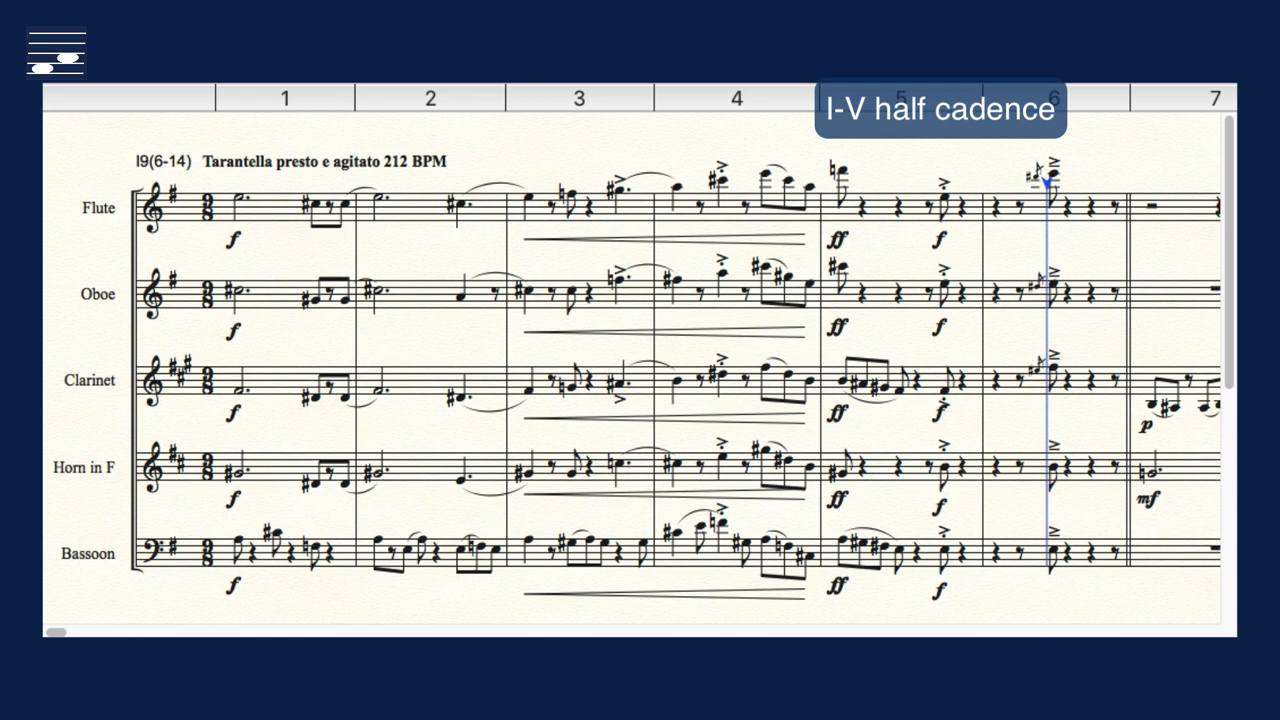 1 2 3 4 5 6 7
I-V half cadence
I9(6-14) Tarantella presto e agitato 212 BPM
Flute
f ff f
Oboe
f ff f
Clarinet
f ff f p
Horn in F
f ff f mf
Bassoon
f ff f